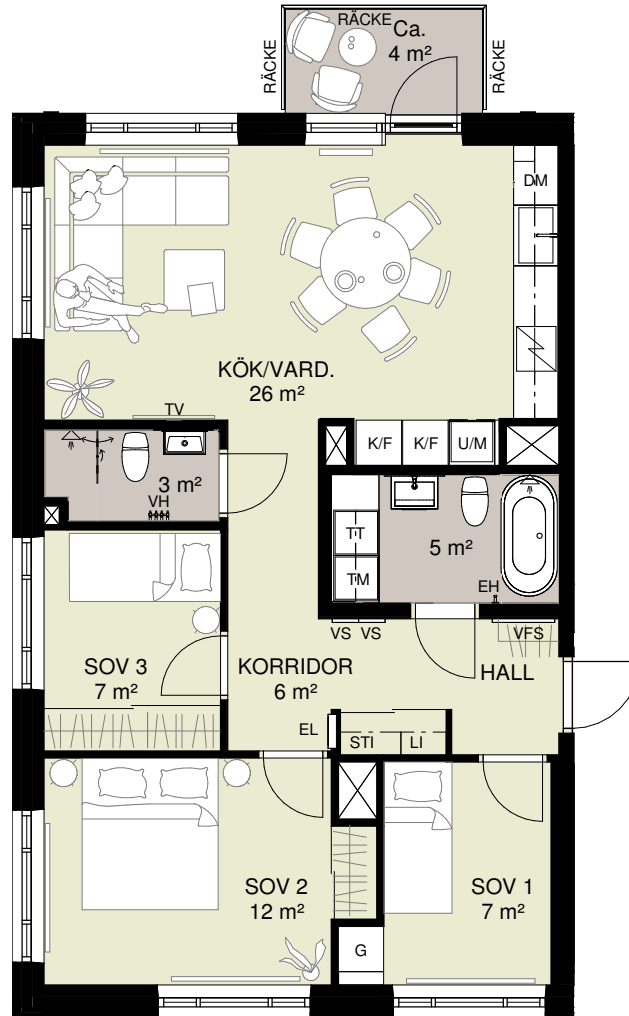 RÄCKE
RÄCKE
Ca.
4 m²
RÄCKE
DM
KÖK/VARD.
26 m²
TV
K/F
K/F
U/M
3 m²
VH
5 m²
TT
TM
EH
VS
VS
VFS
SOV 3
7 m²
KORRIDOR
6 m²
HALL
EL
STI
LI
SOV 2
12 m²
SOV 1
7 m²
G